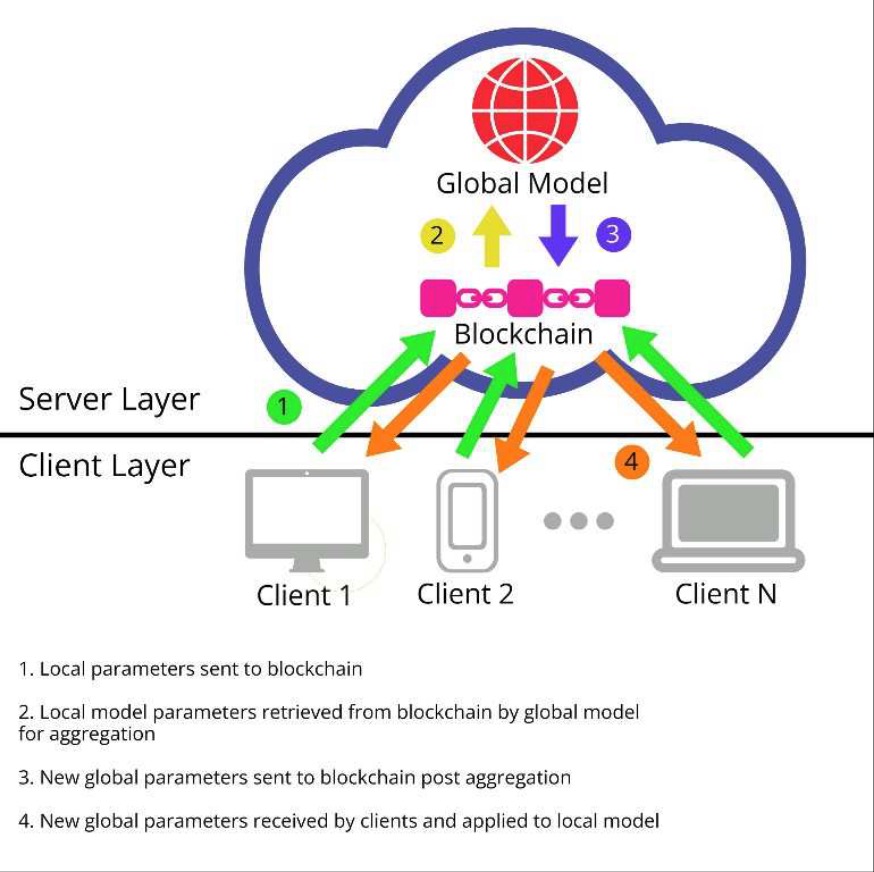 Global Model
2
3
Blockchain
Server Layer
1
Client Layer
4
Client 1
Client 2
Client N
1. Local parameters sent to blockchain
2. Local model parameters retrieved from blockchain by global model
for aggregation
3. New global parameters sent to blockchain post aggregation
4. New global parameters received by clients and applied to local model